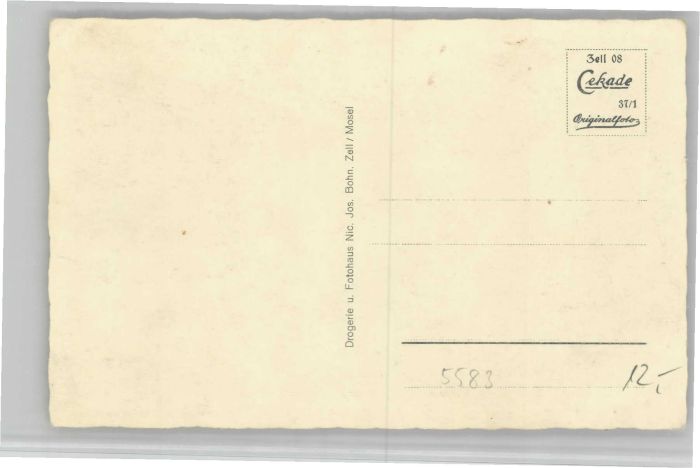 Zell 08
Cekade
37/1
Originalfoto
Drogerie u. Fotohaus Nic. Jos. Bohn. Zell / Mosel
5583
12,-